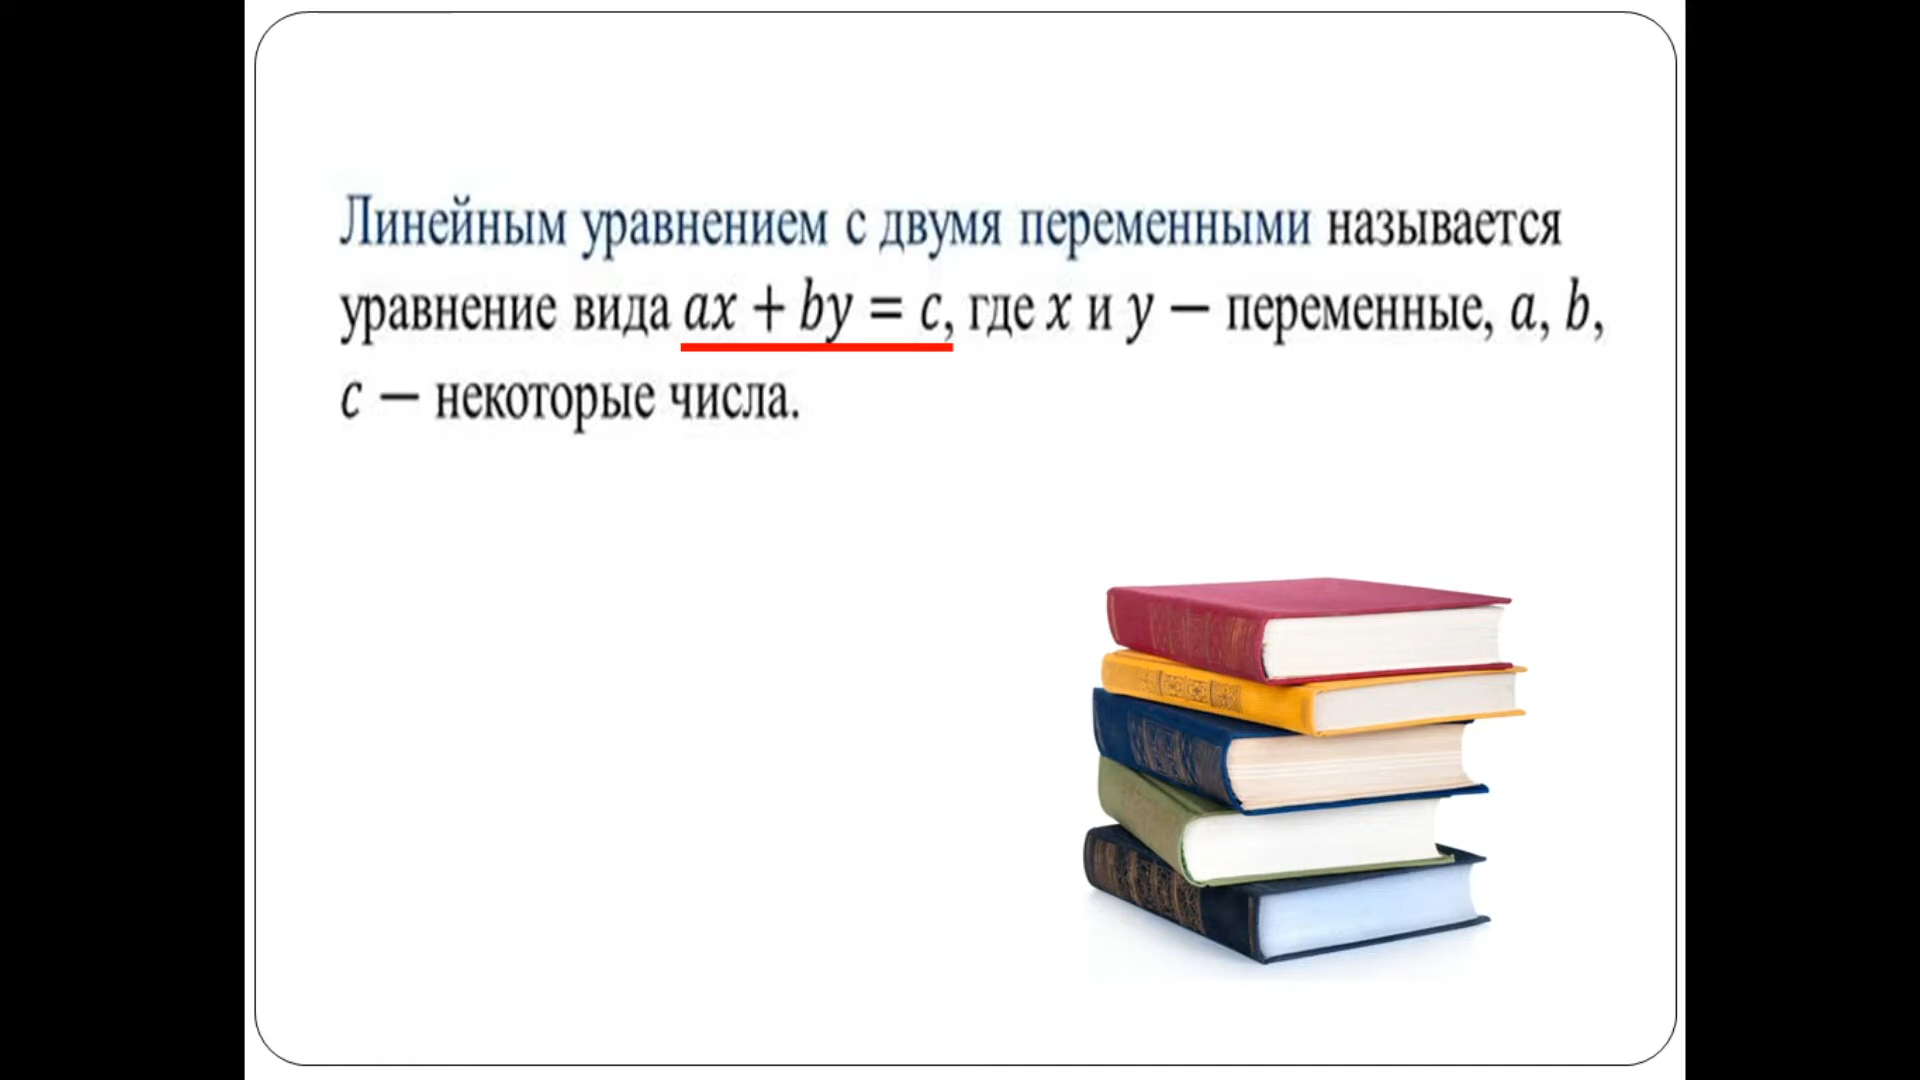 Линейным уравнением с двумя переменными называется
уравнение вида ax + by = c, где x и y — переменные, a, b,
c — некоторые числа.